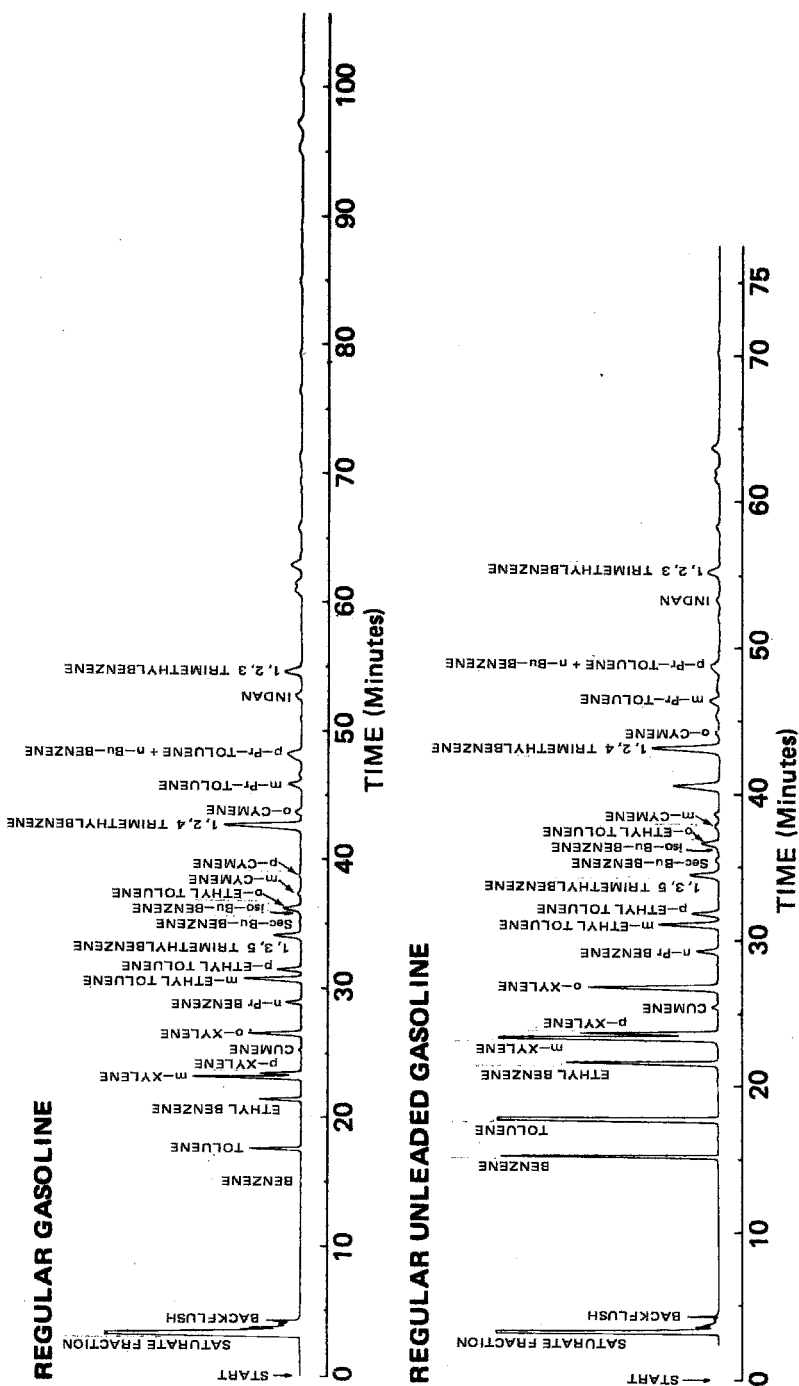 REGULAR GASOLINE
START
SATURATE FRACTION
BACKFLUSH
BENZENE
TOLUENE
ETHYL BENZENE
m-XYLENE
p-XYLENE
CUMENE
o-XYLENE
n-Pr BENZENE
m-ETHYL TOLUENE
p-ETHYL TOLUENE
1, 3, 5 TRIMETHYLBENZENE
Sec-Bu-BENZENE
iso-Bu-BENZENE
o-ETHYL TOLUENE
m-CYMENE
p-CYMENE
1, 2, 4 TRIMETHYLBENZENE
o-CYMENE
m-Pr-TOLUENE
p-Pr-TOLUENE + n-Bu-BENZENE
INDAN
1, 2, 3 TRIMETHYLBENZENE
0 10 20 30 40 50 60 70 80 90 100
TIME (Minutes)
REGULAR UNLEADED GASOLINE
START
SATURATE FRACTION
BACKFLUSH
BENZENE
TOLUENE
ETHYL BENZENE
m-XYLENE
p-XYLENE
CUMENE
o-XYLENE
n-Pr BENZENE
m-ETHYL TOLUENE
p-ETHYL TOLUENE
1, 3, 5 TRIMETHYLBENZENE
Sec-Bu-BENZENE
iso-Bu-BENZENE
o-ETHYL TOLUENE
m-CYMENE
1, 2, 4 TRIMETHYLBENZENE
o-CYMENE
m-Pr-TOLUENE
p-Pr-TOLUENE + n-Bu-BENZENE
INDAN
1, 2, 3 TRIMETHYLBENZENE
0 10 20 30 40 50 60 70 75
TIME (Minutes)